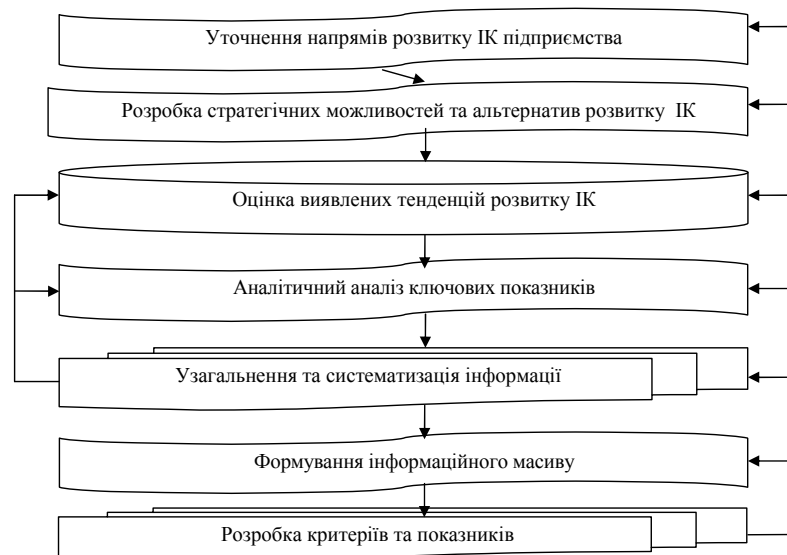 Уточнення напрямів розвитку ІК підприємства
Розробка стратегічних можливостей та альтернатив розвитку ІК
Оцінка виявлених тенденцій розвитку ІК
Аналітичний аналіз ключових показників
Узагальнення та систематизація інформації
Формування інформаційного масиву
Розробка критеріїв та показників